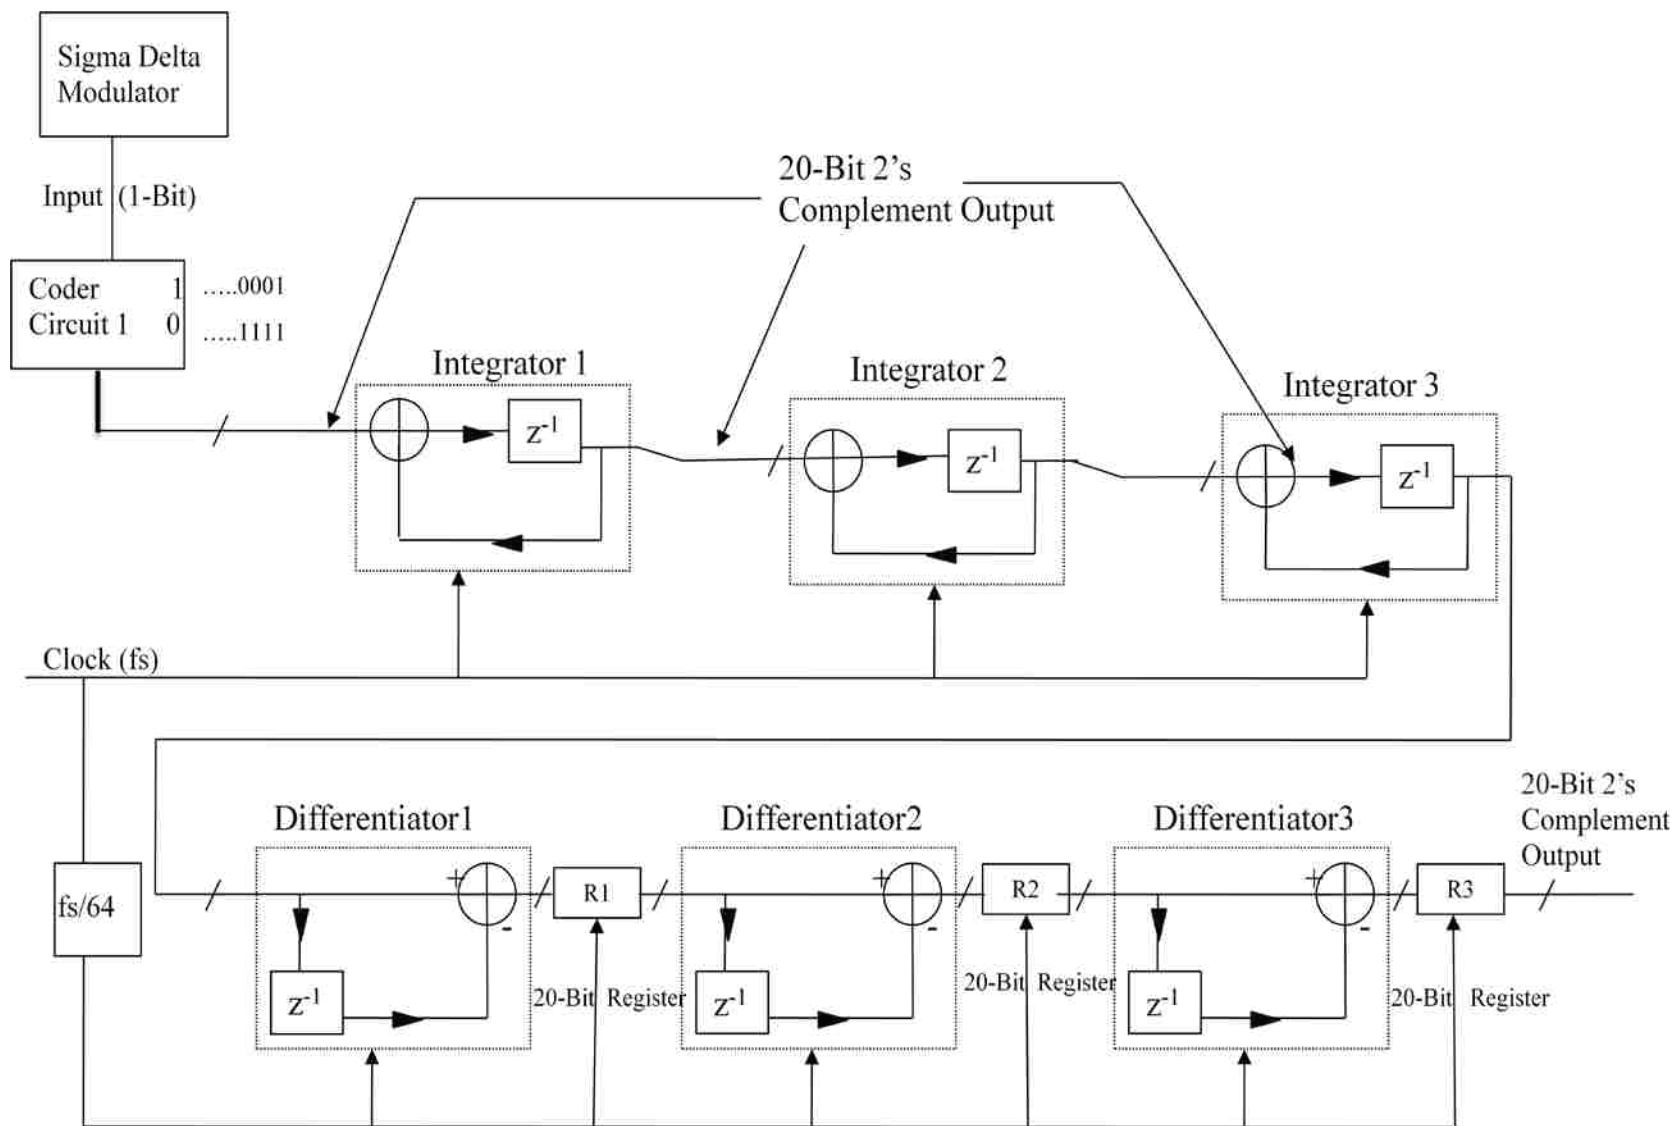 Sigma Delta
Modulator
Input (1-Bit)
Coder 1 .....0001
Circuit 1 0 .....1111
20-Bit 2's
Complement Output
Integrator 1
Integrator 2
Integrator 3
z-1
z-1
z-1
Clock (fs)
fs/64
Differentiator1
Differentiator2
Differentiator3
20-Bit 2's
Complement
Output
+
-
R1
+
-
R2
+
-
R3
z-1
20-Bit Register
z-1
20-Bit Register
z-1
20-Bit Register